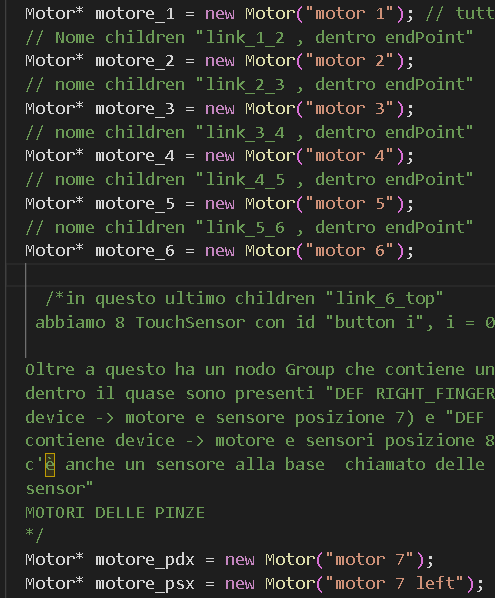 Motor* motore_1 = new Motor("motor 1"); // tutt
// Nome children "link_1_2 , dentro endPoint"
Motor* motore_2 = new Motor("motor 2");
// nome children "link_2_3 , dentro endPoint"
Motor* motore_3 = new Motor("motor 3");
// nome children "link_3_4 , dentro endPoint"
Motor* motore_4 = new Motor("motor 4");
// nome children "link_4_5 , dentro endPoint"
Motor* motore_5 = new Motor("motor 5");
// nome children "link_5_6 , dentro endPoint"
Motor* motore_6 = new Motor("motor 6");
/*in questo ultimo children "link_6_top"
abbiamo 8 TouchSensor con id "button i", i = 0
Oltre a questo ha un nodo Group che contiene un
dentro il quase sono presenti "DEF RIGHT_FINGER
device -> motore e sensore posizione 7) e "DEF
contiene device -> motore e sensori posizione 8
c'è anche un sensore alla base  chiamato delle
sensor"
MOTORI DELLE PINZE
*/
Motor* motore_pdx = new Motor("motor 7");
Motor* motore_psx = new Motor("motor 7 left");